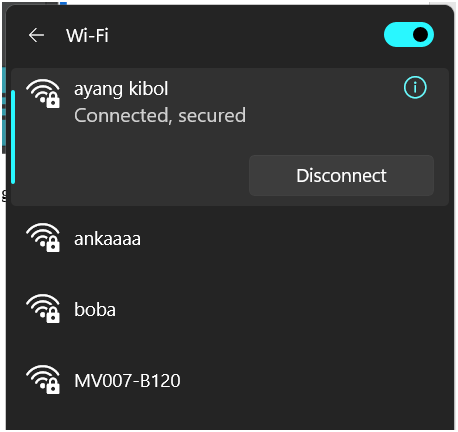 Wi-Fi
ayang kibol
Connected, secured
Disconnect
ankaaaa
boba
MV007-B120